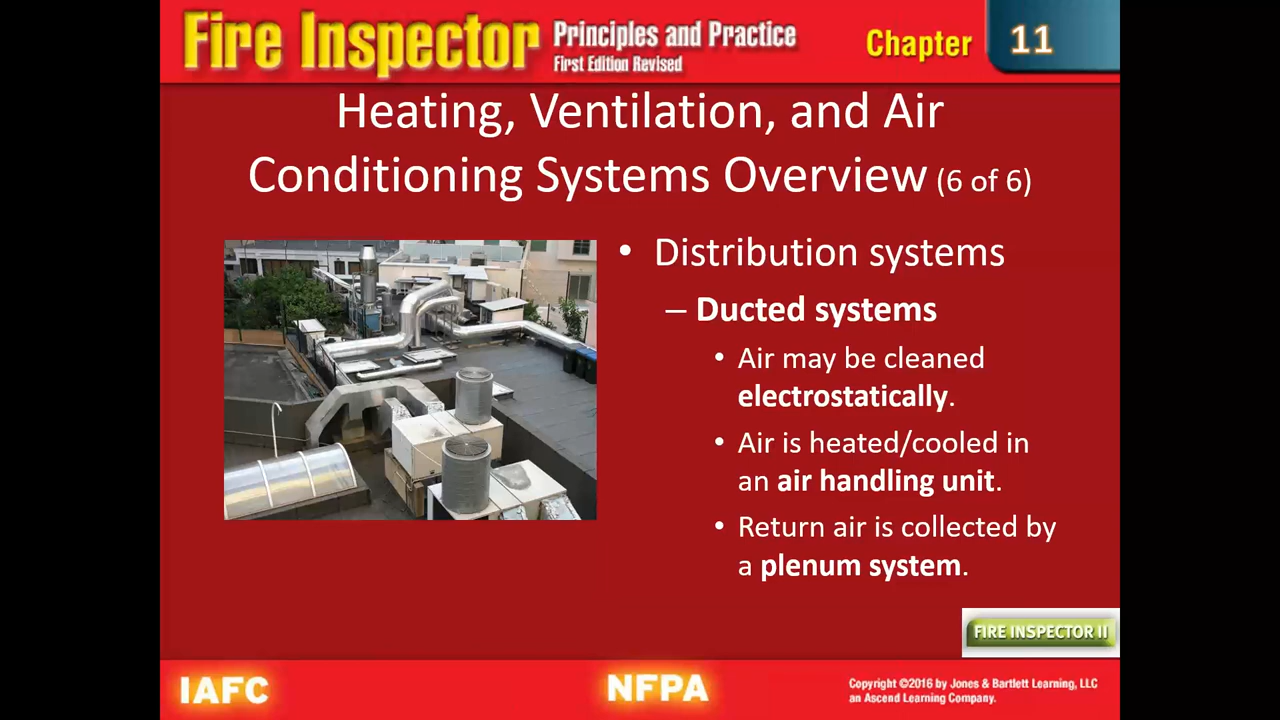 Fire Inspector
Principles and Practice
First Edition Revised
Chapter 11
Heating, Ventilation, and Air
Conditioning Systems Overview (6 of 6)
• Distribution systems
– Ducted systems
• Air may be cleaned
electrostatically.
• Air is heated/cooled in
an air handling unit.
• Return air is collected by
a plenum system.
FIRE INSPECTOR II
IAFC
NFPA
Copyright ©2016 by Jones & Bartlett Learning, LLC
an Ascend Learning Company.